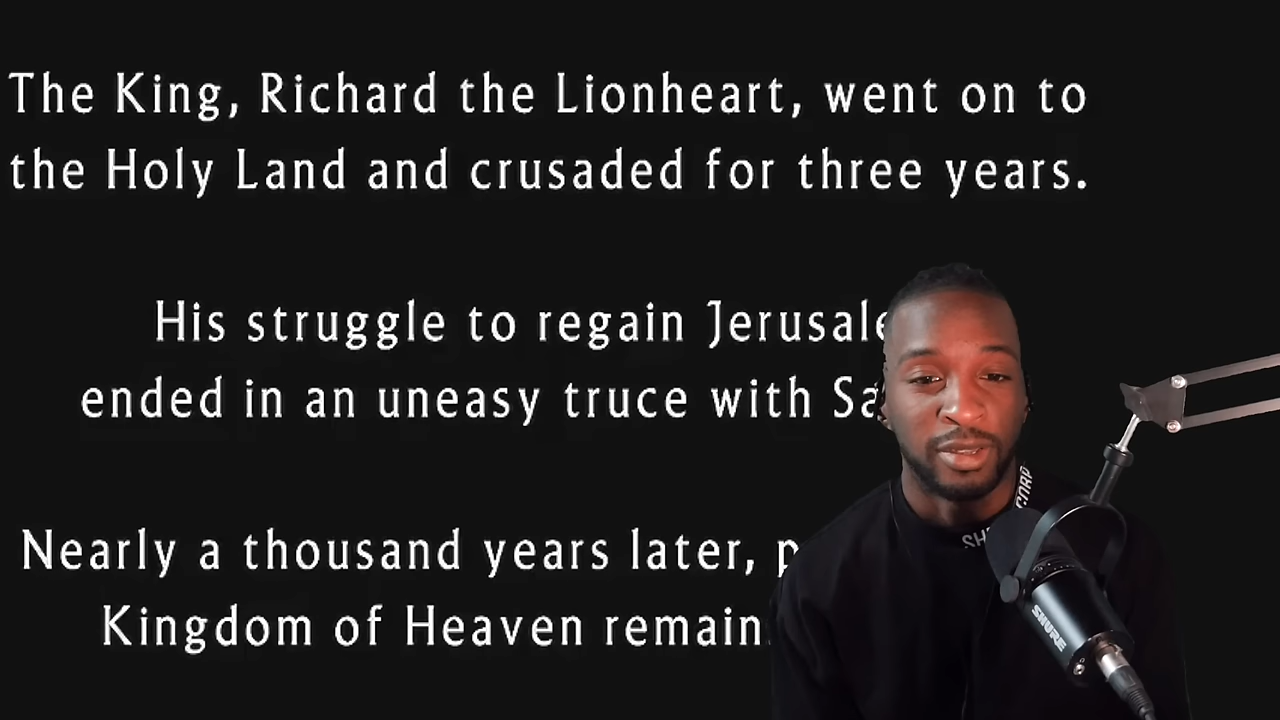 The King, Richard the Lionheart, went on to
the Holy Land and crusaded for three years.
His struggle to regain
ended in an uneasy truce with
Nearly a thousand years later,
Kingdom of Heaven
CORP
SHURE